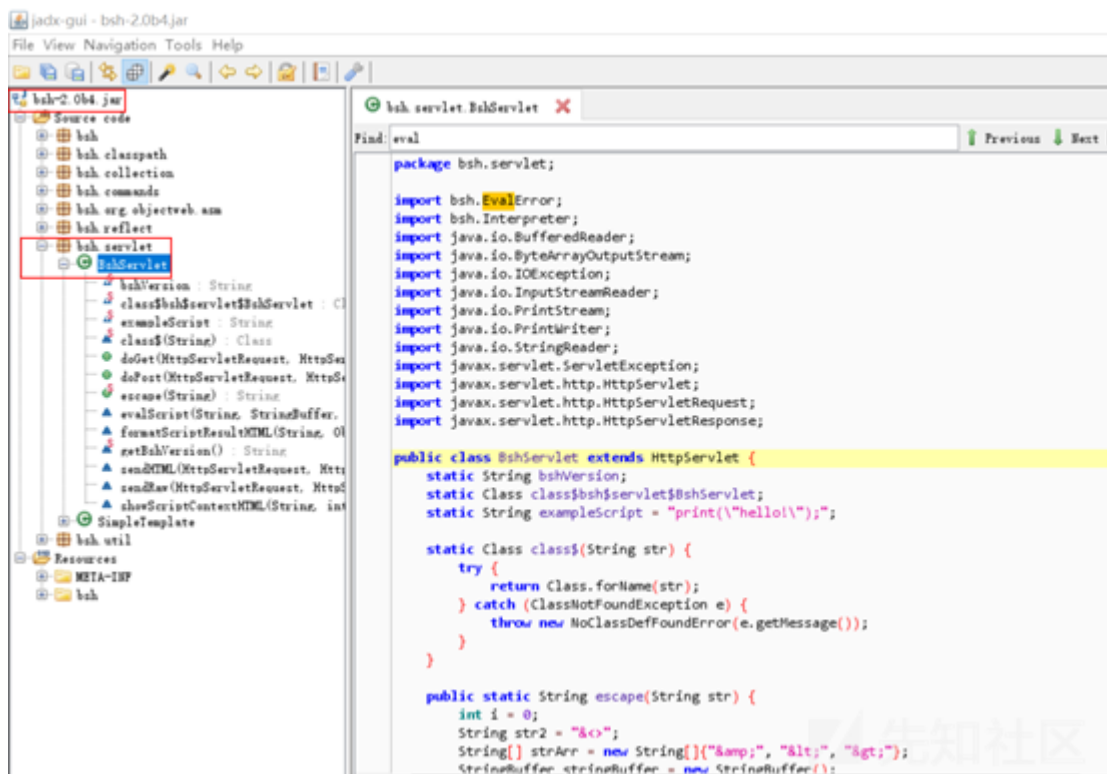 jadx-gui - bsh-2.0b4.jar
File View Navigation Tools Help
bsh-2.0b4.jar
Source code
bsh
bsh.classpath
bsh.collection
bsh.commands
bsh.org.objectweb.asm
bsh.reflect
bsh.servlet
BshServlet
bshVersion : String
class$bsh$servlet$BshServlet : Cl
exampleScript : String
class$(String) : Class
doGet(HttpServletRequest, HttpSer
doPost(HttpServletRequest, HttpSe
escape(String) : String
evalScript(String, StringBuffer,
formatScriptResultHTML(String, Ob
getBshVersion() : String
sendHTML(HttpServletRequest, Http
sendRaw(HttpServletRequest, HttpS
showScriptContextHTML(String, int
SimpleTemplate
bsh.util
Resources
META-INF
bsh
bsh.servlet.BshServlet
Find: eval Previous Next
package bsh.servlet;
import bsh.EvalError;
import bsh.Interpreter;
import java.io.BufferedReader;
import java.io.ByteArrayOutputStream;
import java.io.IOException;
import java.io.InputStreamReader;
import java.io.PrintStream;
import java.io.PrintWriter;
import java.io.StringReader;
import javax.servlet.ServletException;
import javax.servlet.http.HttpServlet;
import javax.servlet.http.HttpServletRequest;
import javax.servlet.http.HttpServletResponse;
public class BshServlet extends HttpServlet {
static String bshVersion;
static Class class$bsh$servlet$BshServlet;
static String exampleScript = "print(\"hello!\");";
static Class class$(String str) {
try {
return Class.forName(str);
} catch (ClassNotFoundException e) {
throw new NoClassDefFoundError(e.getMessage());
}
}
public static String escape(String str) {
int i = 0;
String str2 = "&<>";
String[] strArr = new String[]{"&amp;", "&lt;", "&gt;"};
StringBuffer stringBuffer = new StringBuffer();
先知社区